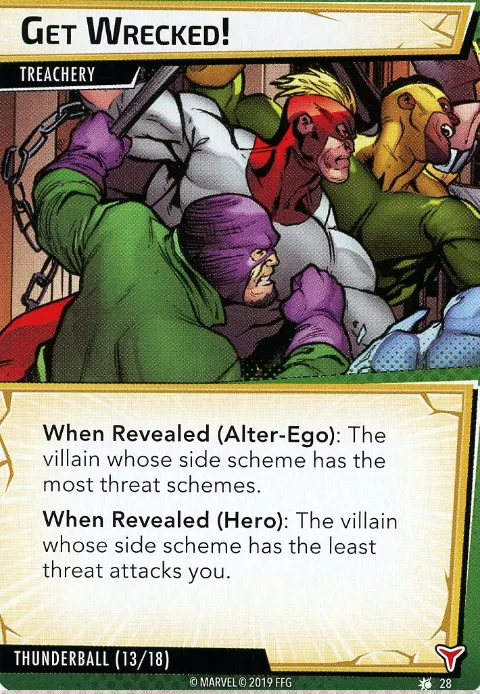 GET WRECKED!
TREACHERY
When Revealed (Alter-Ego): The
villain whose side scheme has the
most threat schemes.
When Revealed (Hero): The villain
whose side scheme has the least
threat attacks you.
THUNDERBALL (13/18)
© MARVEL © 2019 FFG
28